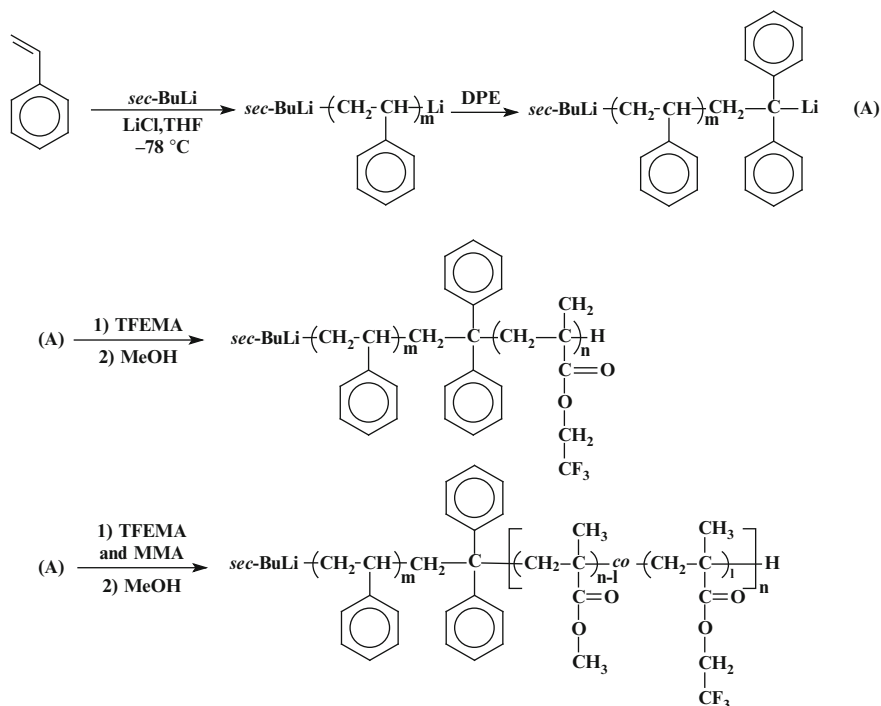 sec-BuLi
LiCl,THF
–78 °C
sec-BuLi (CH2-CH)m Li
DPE
sec-BuLi (CH2-CH)m CH2 C Li (A)
(A)
1) TFEMA
2) MeOH
sec-BuLi (CH2-CH)m CH2 C (CH2 C)n H
CH2
C=O
O
CH2
CF3
(A)
1) TFEMA
and MMA
2) MeOH
sec-BuLi (CH2-CH)m CH2 C [(CH2 C)n-l co (CH2 C)l]n H
CH3
CH3
C=O
C=O
O
O
CH3
CH2
CF3